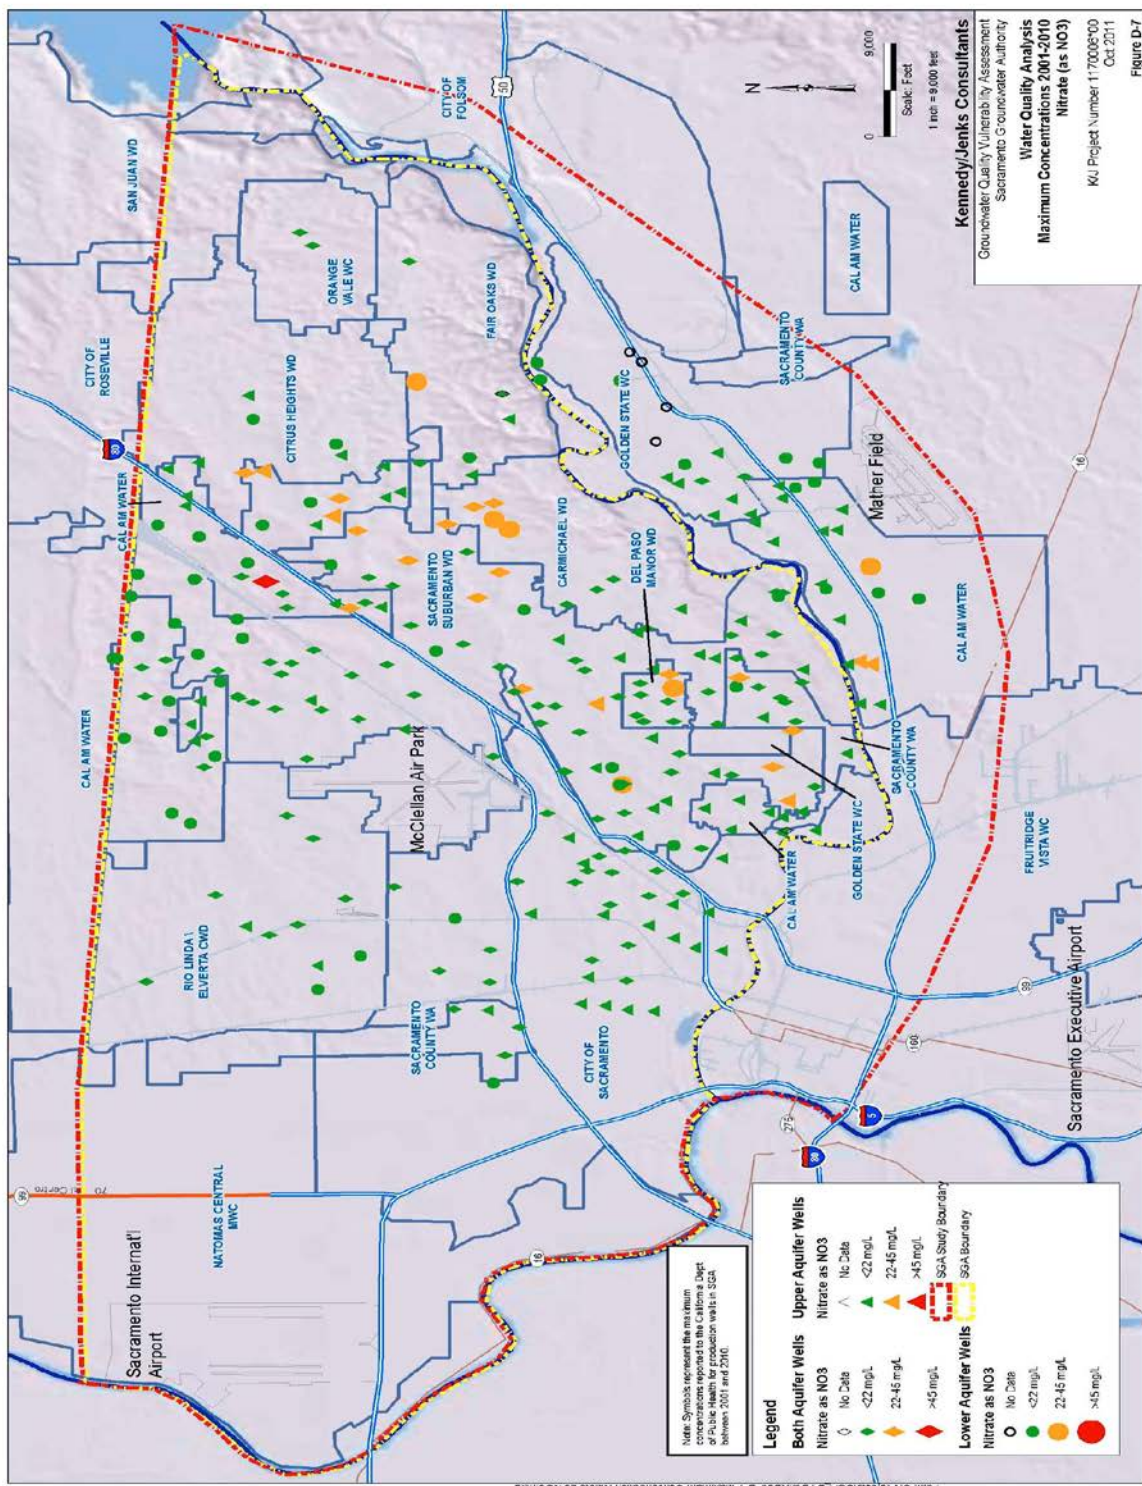 Kennedy/Jenks Consultants
Groundwater Quality Vulnerability Assessment
Sacramento Groundwater Authority
Water Quality Analysis
Maximum Concentrations 2001-2010
Nitrate (as NO3)
K/J Project Number 1170006*00
Oct 2011
Figure D-7
N
9,000
0
Scale: Feet
1 inch = 9,000 feet
SAN JUAN WD
CITY OF
FOLSOM
50
CITY OF
ROSEVILLE
ORANGE
VALE WC
FAIR OAKS WD
CITRUS HEIGHTS WD
80
CAL AM WATER
GOLDEN STATE WC
SACRAMENTO
COUNTY WA
CAL AM WATER
CARMICHAEL WD
DEL PASO
MANOR WD
SACRAMENTO
SUBURBAN WD
Mather Field
16
CAL AM WATER
CAL AM WATER
McClellan Air Park
SACRAMENTO
COUNTY WA
GOLDEN STATE WC
CAL AM WATER
FRUITRIDGE
VISTA WC
RIO LINDA \
ELVERTA CWD
SACRAMENTO
COUNTY WA
CITY OF
SACRAMENTO
99
160
Sacramento Executive Airport
275
5
80
99
70
El Centro
NATOMAS CENTRAL
MWC
16
Sacramento Internat'l
Airport
Note: Symbols represent the maximum
concentrations reported to the California Dept
of Public Health for production wells in SGA
between 2001 and 2010.
Legend
Both Aquifer Wells
Nitrate as NO3
No Data
<22 mg/L
22-45 mg/L
>45 mg/L
Upper Aquifer Wells
Nitrate as NO3
No Data
<22 mg/L
22-45 mg/L
>45 mg/L
SGA Study Boundary
SGA Boundary
Lower Aquifer Wells
Nitrate as NO3
No Data
<22 mg/L
22-45 mg/L
>45 mg/L